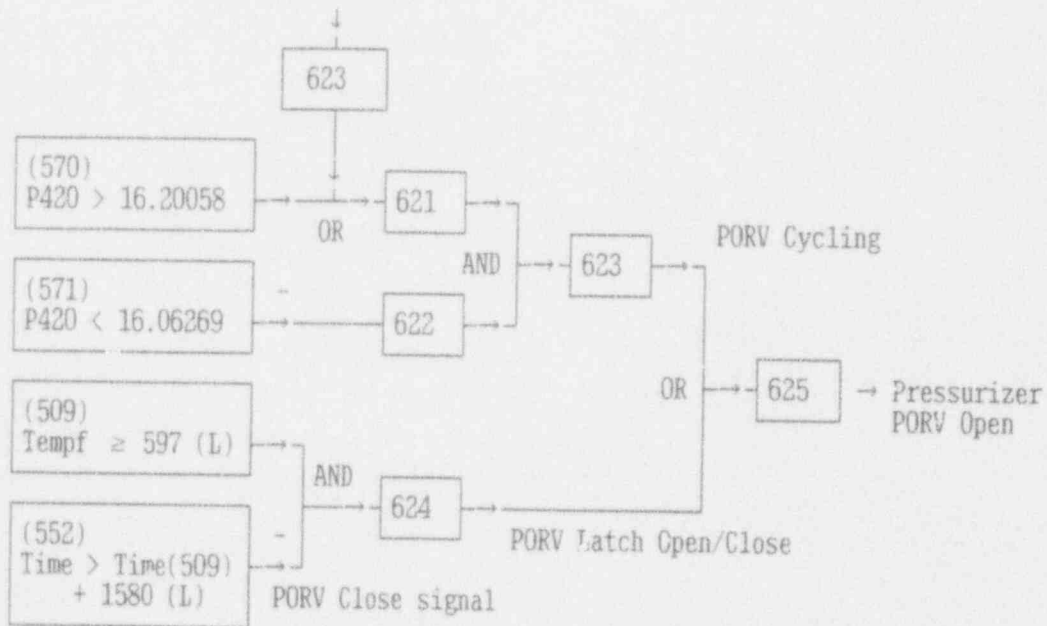 623
(570)
P420 > 16.20058
OR
621
PORV Cycling
AND
623
(571)
P420 < 16.06269
-
622
OR
625
→ Pressurizer
PORV Open
(509)
Tempf ≥ 597 (L)
AND
624
PORV Latch Open/Close
(552)
Time > Time(509)
+ 1580 (L)
-
PORV Close signal